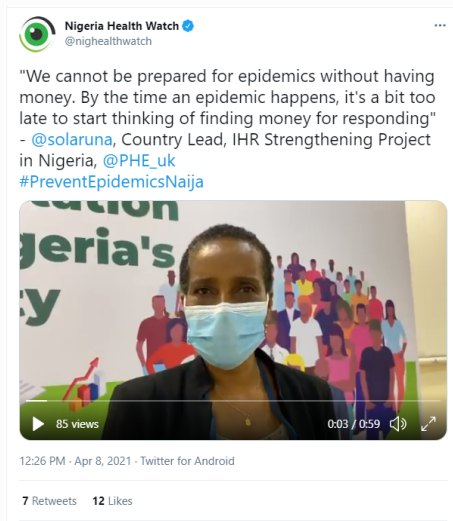 Nigeria Health Watch
@nighealthwatch
"We cannot be prepared for epidemics without having
money. By the time an epidemic happens, it's a bit too
late to start thinking of finding money for responding"
- @solaruna, Country Lead, IHR Strengthening Project
in Nigeria, @PHE_uk
#PreventEpidemicsNaija
geria's
y
85 views
0:03 / 0:59
12:26 PM · Apr 8, 2021 · Twitter for Android
7 Retweets 12 Likes